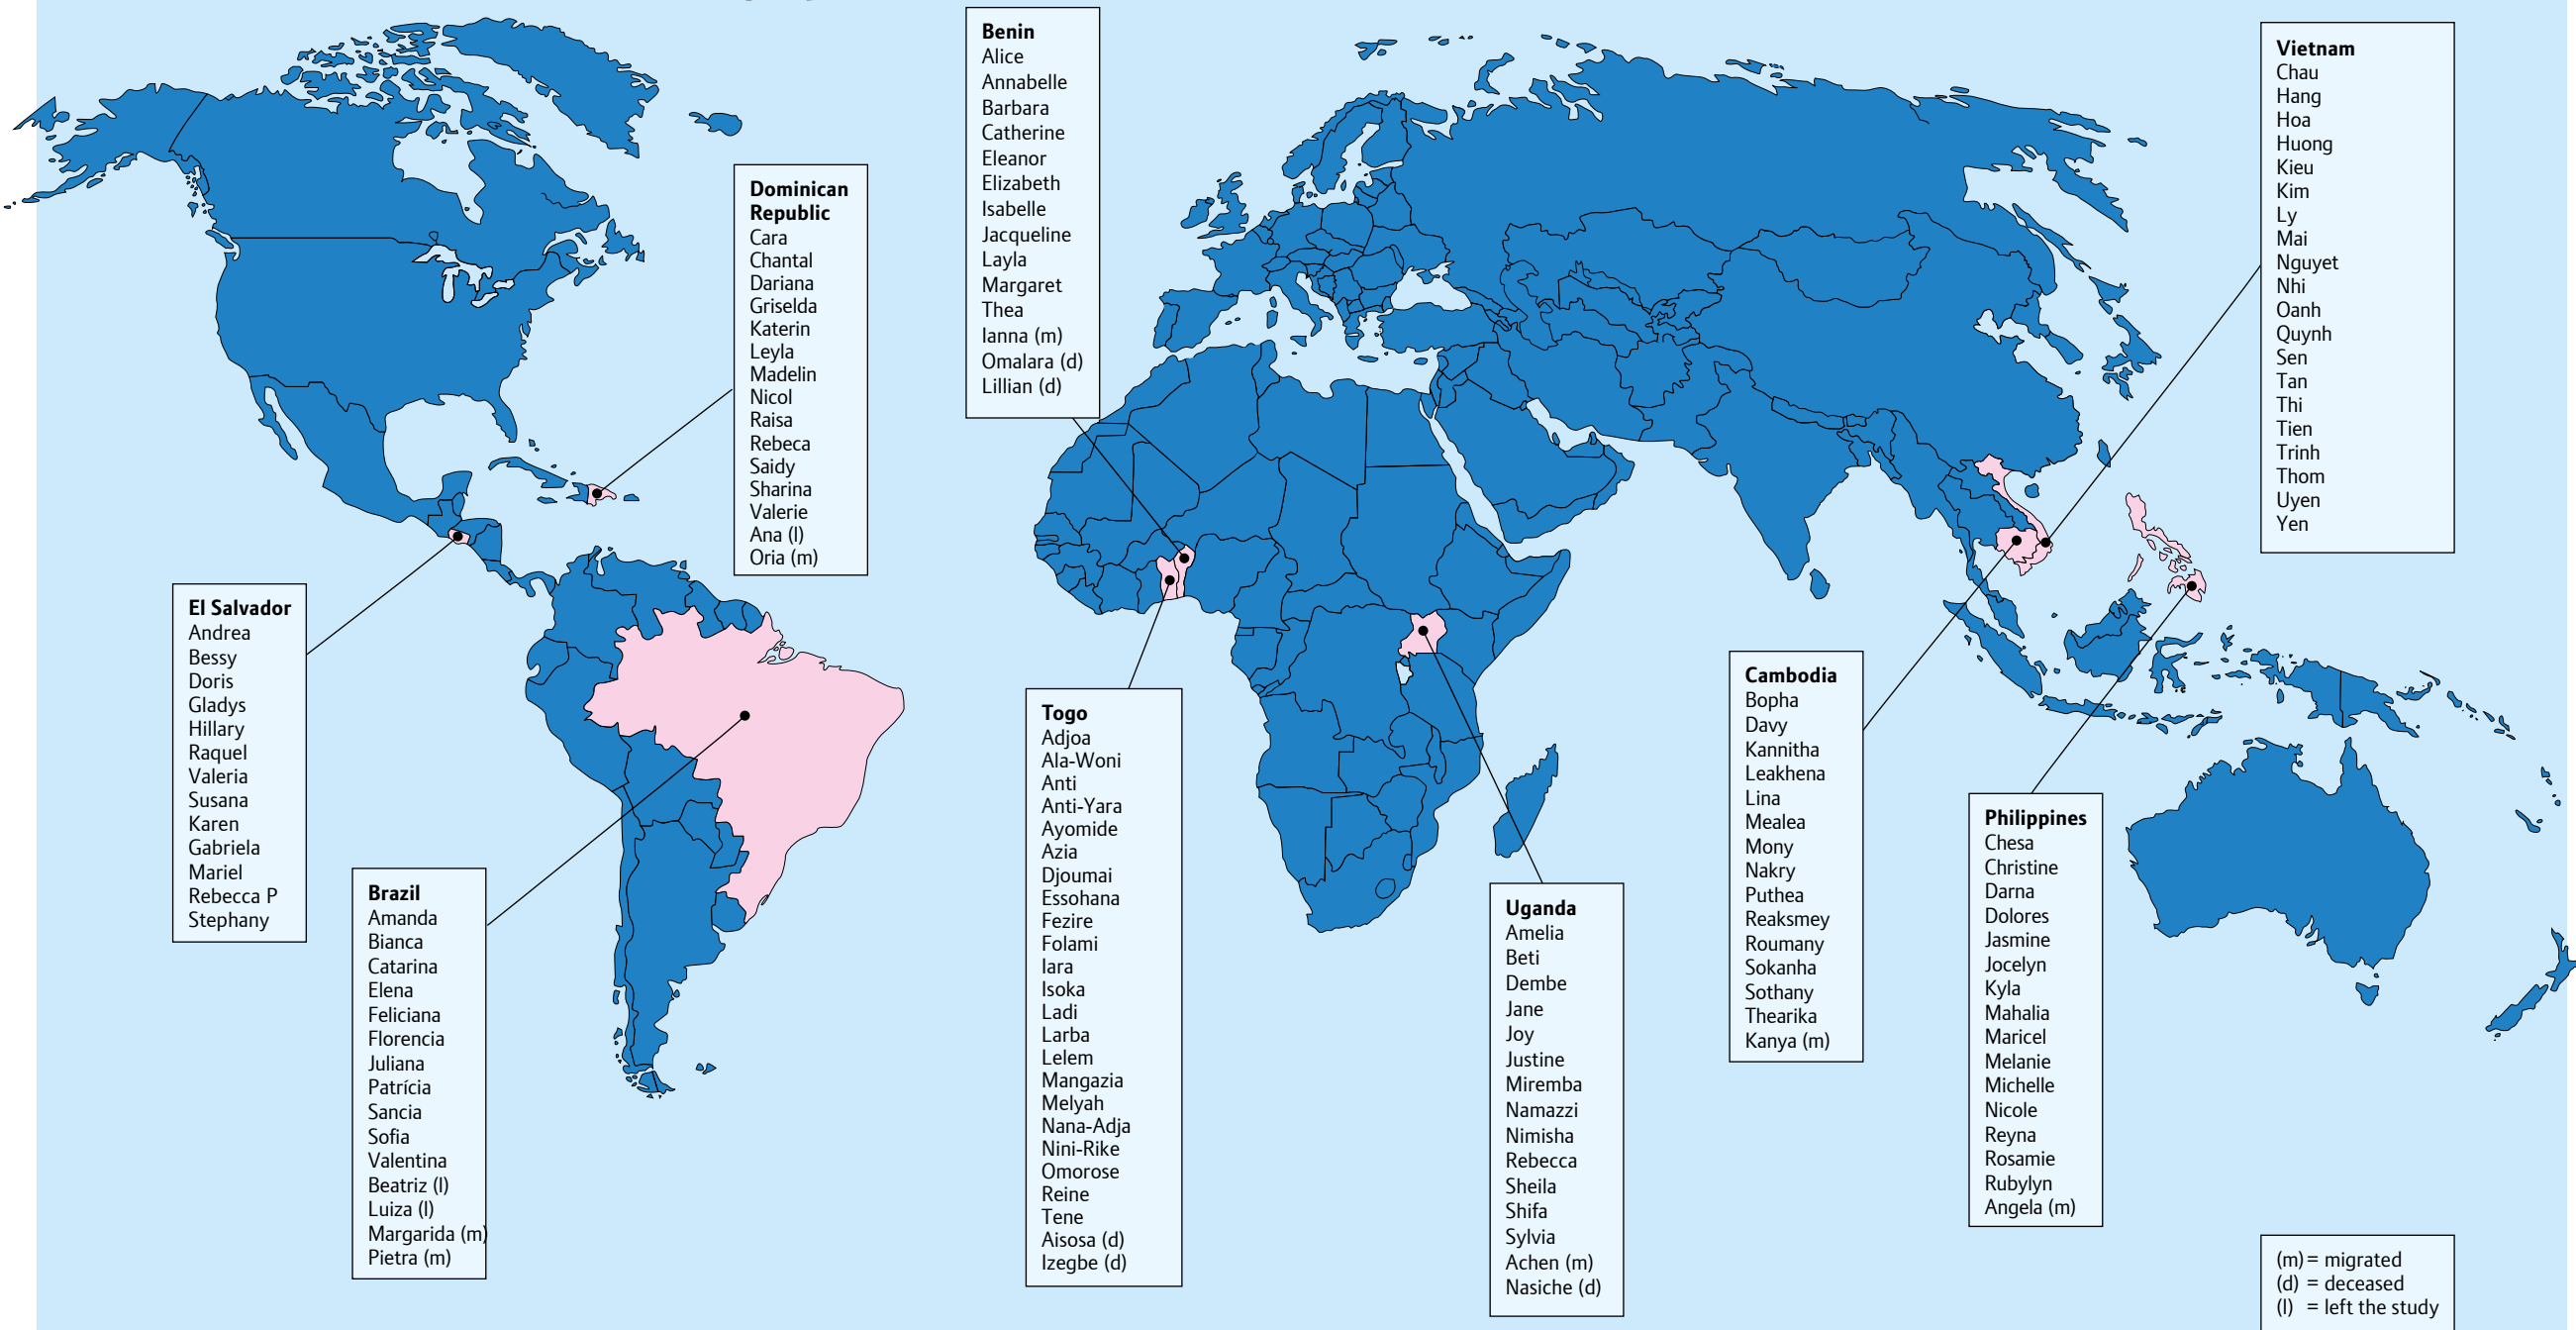 Benin
Alice
Annabelle
Barbara
Catherine
Eleanor
Elizabeth
Isabelle
Jacqueline
Layla
Margaret
Thea
Ianna (m)
Omalara (d)
Lillian (d)
Vietnam
Chau
Hang
Hoa
Huong
Kieu
Kim
Ly
Mai
Nguyet
Nhi
Oanh
Quynh
Sen
Tan
Thi
Tien
Trinh
Thom
Uyen
Yen
Dominican
Republic
Cara
Chantal
Dariana
Griselda
Katerin
Leyla
Madelin
Nicol
Raisa
Rebeca
Saidy
Sharina
Valerie
Ana (l)
Oria (m)
El Salvador
Andrea
Bessy
Doris
Gladys
Hillary
Raquel
Valeria
Susana
Karen
Gabriela
Mariel
Rebecca P
Stephany
Brazil
Amanda
Bianca
Catarina
Elena
Feliciana
Florencia
Juliana
Patrícia
Sancia
Sofia
Valentina
Beatriz (l)
Luiza (l)
Margarida (m)
Pietra (m)
Togo
Adjoa
Ala-Woni
Anti
Anti-Yara
Ayomide
Azia
Djoumai
Essohana
Fezire
Folami
Iara
Isoka
Ladi
Larba
Lelem
Mangazia
Melyah
Nana-Adja
Nini-Rike
Omorose
Reine
Tene
Aisosa (d)
Izegbe (d)
Uganda
Amelia
Beti
Dembe
Jane
Joy
Justine
Miremba
Namazzi
Nimisha
Rebecca
Sheila
Shifa
Sylvia
Achen (m)
Nasiche (d)
Cambodia
Bopha
Davy
Kannitha
Leakhena
Lina
Mealea
Mony
Nakry
Puthea
Reaksmey
Roumany
Sokanha
Sothany
Thearika
Kanya (m)
Philippines
Chesa
Christine
Darna
Dolores
Jasmine
Jocelyn
Kyla
Mahalia
Maricel
Melanie
Michelle
Nicole
Reyna
Rosamie
Rubylyn
Angela (m)
(m) = migrated
(d) = deceased
(l) = left the study